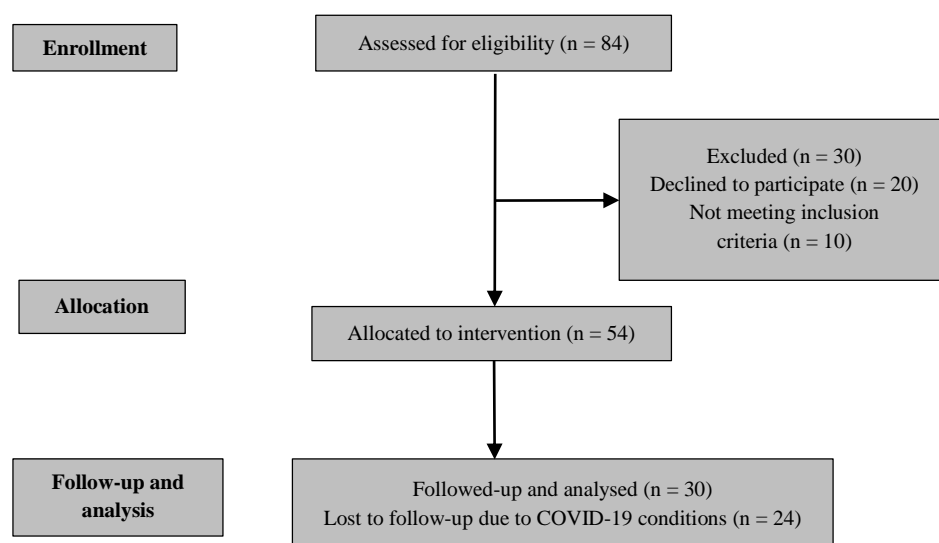 Enrollment
Assessed for eligibility (n = 84)
Excluded (n = 30)
Declined to participate (n = 20)
Not meeting inclusion
criteria (n = 10)
Allocation
Allocated to intervention (n = 54)
Follow-up and
analysis
Followed-up and analysed (n = 30)
Lost to follow-up due to COVID-19 conditions (n = 24)